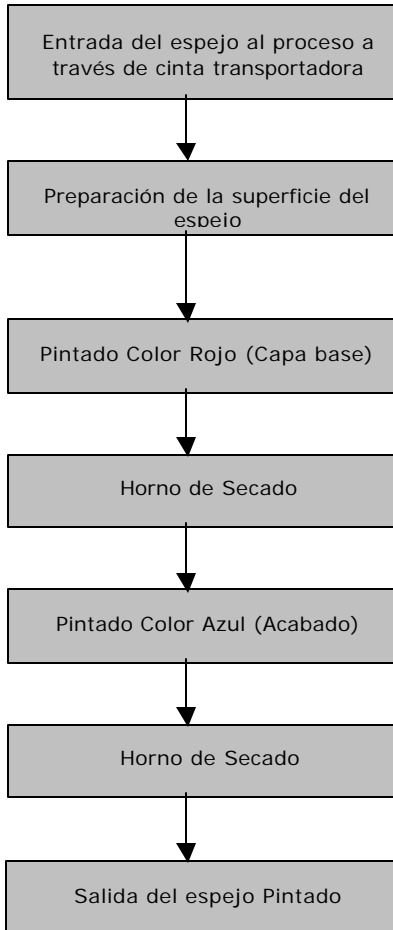 Entrada del espejo al proceso a
través de cinta transportadora
Preparación de la superficie del
espejo
Pintado Color Rojo (Capa base)
Horno de Secado
Pintado Color Azul (Acabado)
Horno de Secado
Salida del espejo Pintado